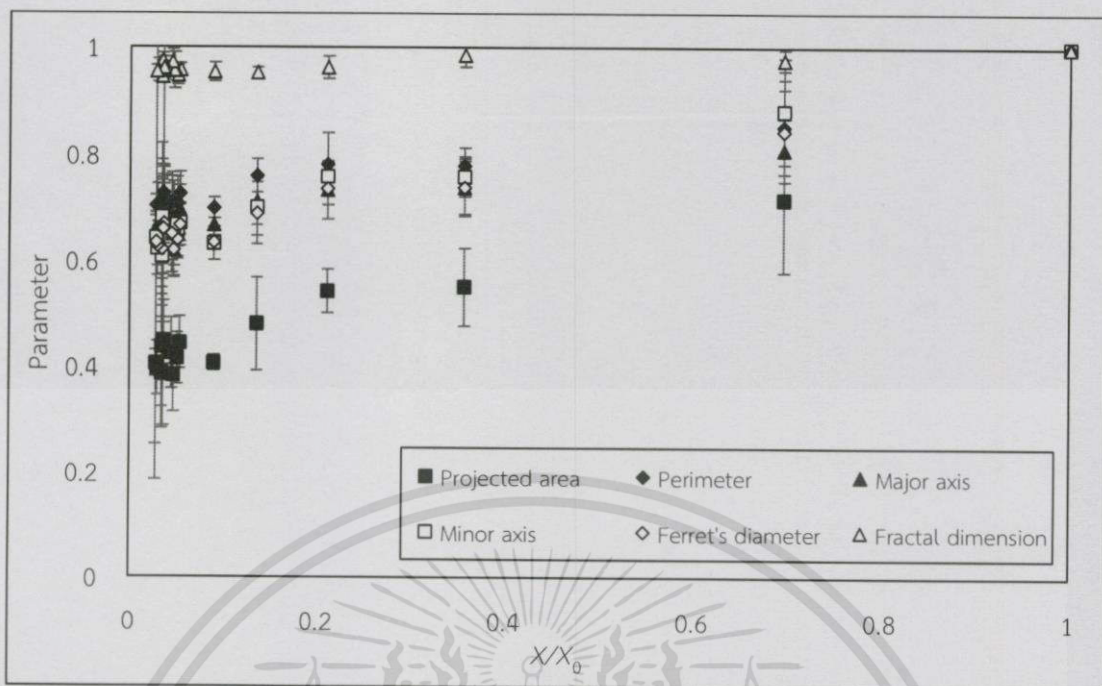 1
0.8
0.6
0.4
0.2
0
Parameter
Projected area
Perimeter
Major axis
Minor axis
Ferret's diameter
Fractal dimension
0 0.2 0.4 0.6 0.8 1
X/X0